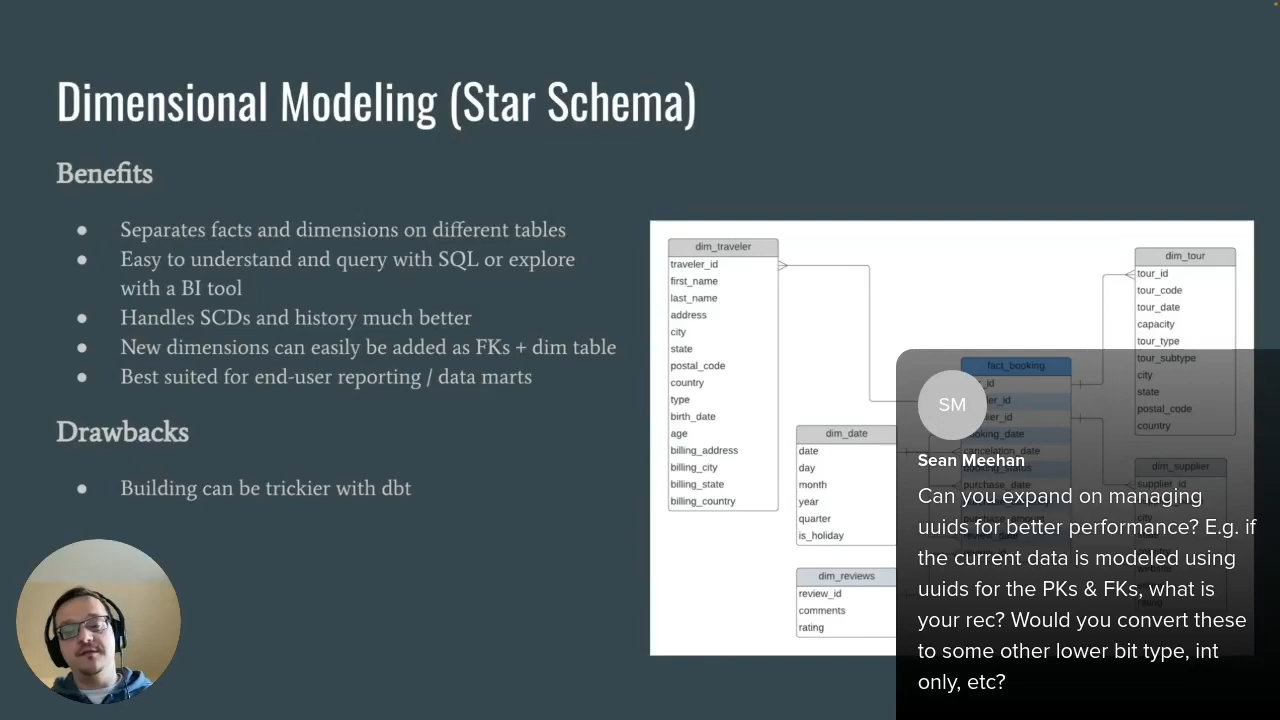 Dimensional Modeling (Star Schema)
Benefits
● Separates facts and dimensions on different tables
● Easy to understand and query with SQL or explore
with a BI tool
● Handles SCDs and history much better
● New dimensions can easily be added as FKs + dim table
● Best suited for end-user reporting / data marts
Drawbacks
● Building can be trickier with dbt
dim_traveler
traveler_id
first_name
last_name
address
city
state
postal_code
country
type
birth_date
age
billing_address
billing_city
billing_state
billing_country
dim_date
date
day
month
year
quarter
is_holiday
dim_reviews
review_id
comments
rating
dim_tour
tour_id
tour_code
tour_date
capacity
tour_type
tour_subtype
city
state
postal_code
country
fact_booking
cancelation_date
booking_status
purchase_date
dim_supplier
supplier_id
SM
Sean Meehan
Can you expand on managing
uuids for better performance? E.g. if
the current data is modeled using
uuids for the PKs & FKs, what is
your rec? Would you convert these
to some other lower bit type, int
only, etc?